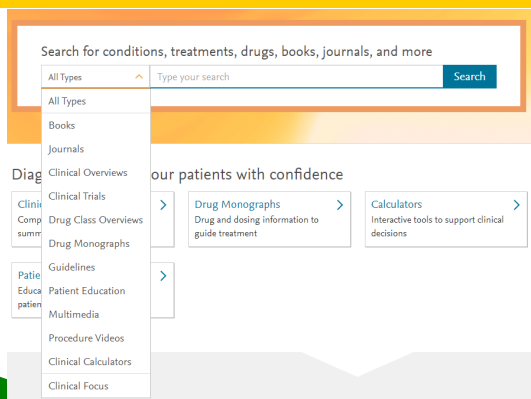 Search for conditions, treatments, drugs, books, journals, and more
All Types
Type your search
Search
All Types
Books
Journals
Clinical Overviews
Clinical Trials
Drug Class Overviews
Drug Monographs
Guidelines
Patient Education
Multimedia
Procedure Videos
Clinical Calculators
Clinical Focus
our patients with confidence
Drug Monographs
Drug and dosing information to
guide treatment
Calculators
Interactive tools to support clinical
decisions